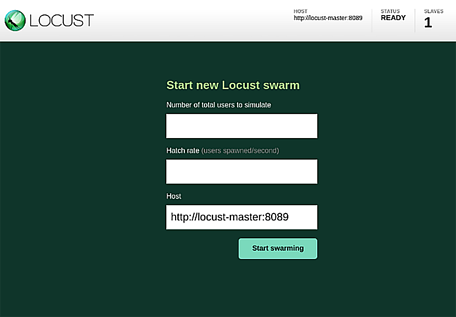 LOCUST
HOST
http://locust-master:8089
STATUS
READY
SLAVES
1
Start new Locust swarm
Number of total users to simulate
Hatch rate (users spawned/second)
Host
http://locust-master:8089
Start swarming